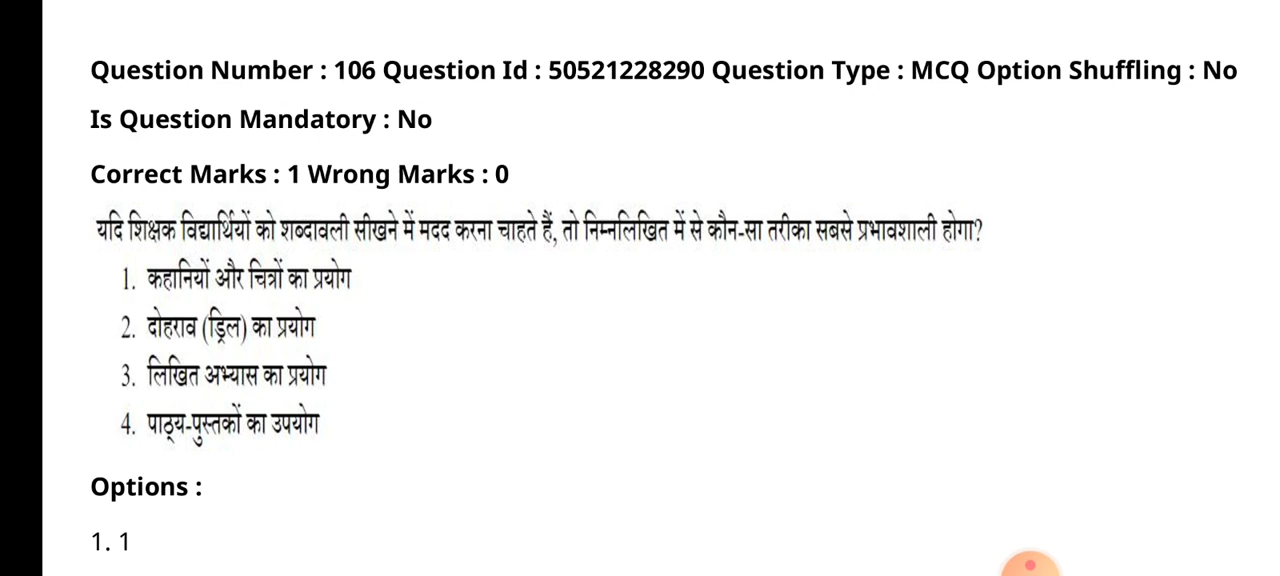 Question Number : 106 Question Id : 50521228290 Question Type : MCQ Option Shuffling : No
Is Question Mandatory : No
Correct Marks : 1 Wrong Marks : 0
यदि शिक्षक विद्यार्थियों को शब्दावली सीखने में मदद करना चाहते हैं, तो निम्नलिखित में से कौन-सा तरीका सबसे प्रभावशाली होगा?
1. कहानियों और चित्रों का प्रयोग
2. दोहराव (ड्रिल) का प्रयोग
3. लिखित अभ्यास का प्रयोग
4. पाठ्य-पुस्तकों का उपयोग
Options :
1. 1